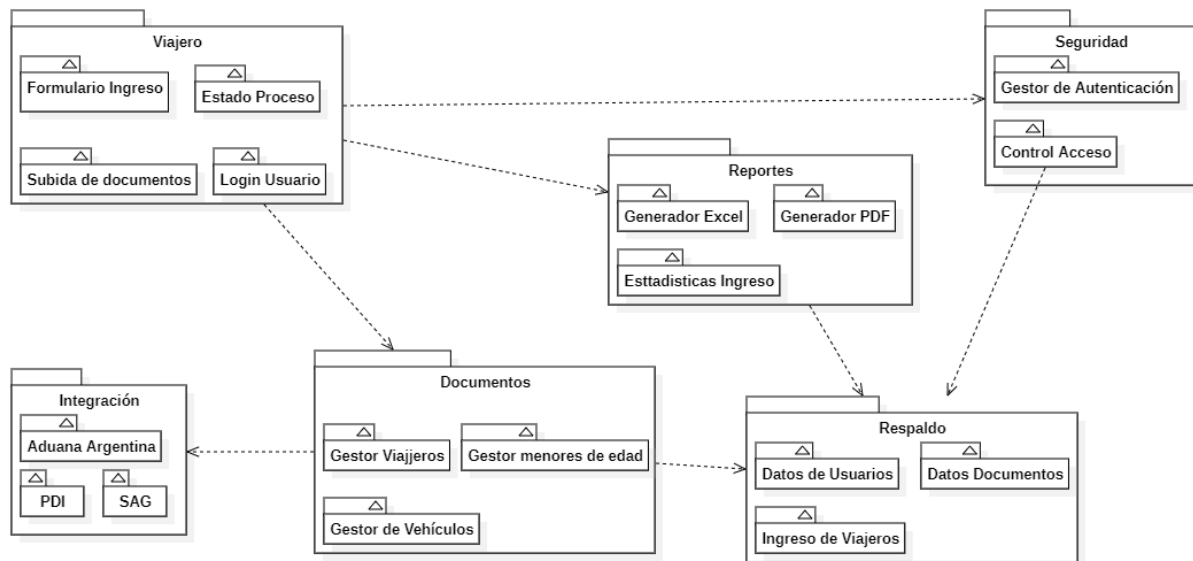 Viajero
Formulario Ingreso
Estado Proceso
Subida de documentos
Login Usuario
Seguridad
Gestor de Autenticación
Control Acceso
Reportes
Generador Excel
Generador PDF
Esttadisticas Ingreso
Integración
Aduana Argentina
PDI
SAG
Documentos
Gestor Viajjeros
Gestor menores de edad
Gestor de Vehículos
Respaldo
Datos de Usuarios
Datos Documentos
Ingreso de Viajeros